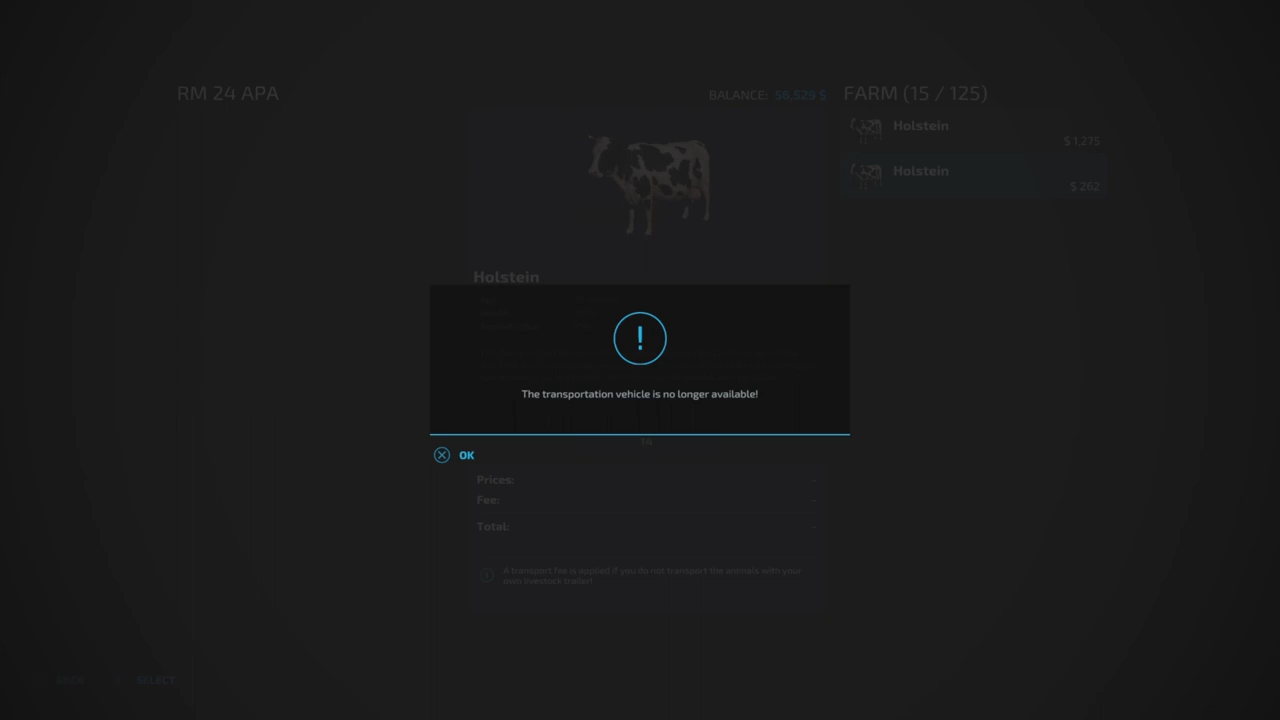 RM 24 APA
BALANCE: 56,529 $
FARM (15 / 125)
Holstein
$ 1,275
Holstein
$ 262
Holstein
The transportation vehicle is no longer available!
OK
Prices: -
Fee: -
Total: -
A transport fee is applied if you do not transport the animals with your
own livestock trailer!
BACK
SELECT